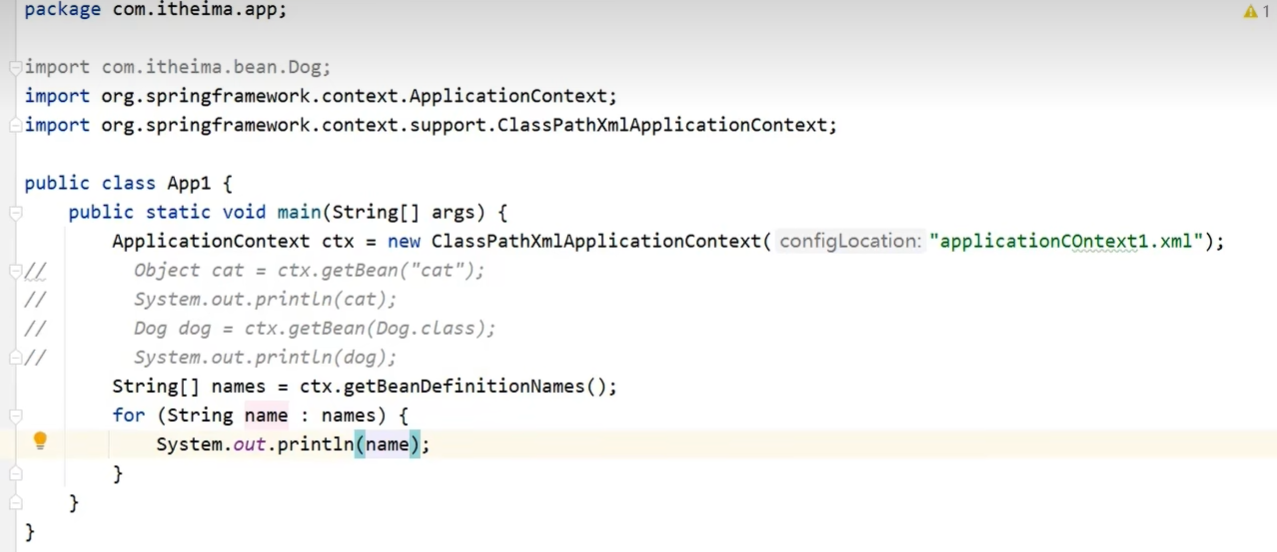 package com.itheima.app;
1
import com.itheima.bean.Dog;
import org.springframework.context.ApplicationContext;
import org.springframework.context.support.ClassPathXmlApplicationContext;
public class App1 {
public static void main(String[] args) {
ApplicationContext ctx = new ClassPathXmlApplicationContext( configLocation: "applicationCOntext1.xml");
// Object cat = ctx.getBean("cat");
// System.out.println(cat);
// Dog dog = ctx.getBean(Dog.class);
// System.out.println(dog);
String[] names = ctx.getBeanDefinitionNames();
for (String name : names) {
System.out.println(name);
}
}
}